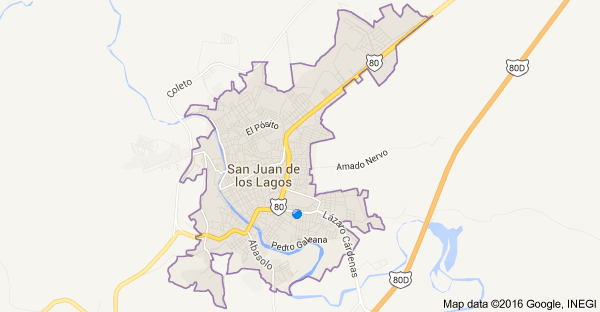 80
80D
Coleto
El Pósito
Amado Nervo
San Juan de
los Lagos
80
Lázaro Cárdenas
Pedro Galeana
Abasolo
80D
Map data ©2016 Google, INEGI